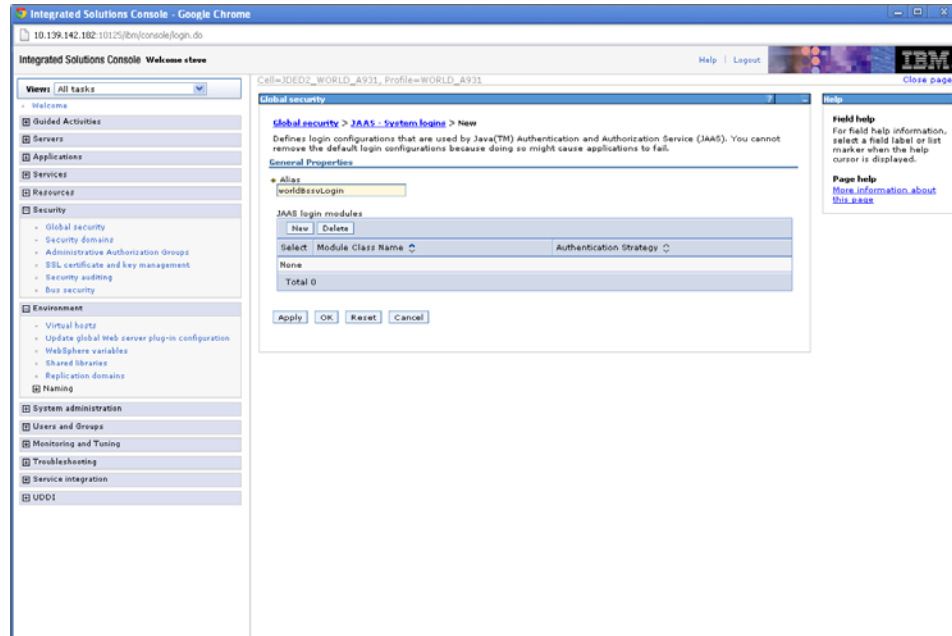 Integrated Solutions Console - Google Chrome
10.139.142.182:10125/ibm/console/login.do
Integrated Solutions Console Welcome steve
Help | Logout
IBM
View: All tasks
Cell=JDED2_WORLD_A931, Profile=WORLD_A931
Close page
Welcome
Guided Activities
Servers
Applications
Services
Resources
Security
Global security
Security domains
Administrative Authorization Groups
SSL certificate and key management
Security auditing
Bus security
Environment
Virtual hosts
Update global Web server plug-in configuration
WebSphere variables
Shared libraries
Replication domains
Naming
System administration
Users and Groups
Monitoring and Tuning
Troubleshooting
Service integration
UDDI
Global security
? -
Global security > JAAS - System logins > New
Defines login configurations that are used by Java(TM) Authentication and Authorization Service (JAAS). You cannot
remove the default login configurations because doing so might cause applications to fail.
General Properties
Alias
worldBssvLogin
JAAS login modules
New Delete
Select Module Class Name Authentication Strategy
None
Total 0
Apply OK Reset Cancel
Help
Field help
For field help information,
select a field label or list
marker when the help
cursor is displayed.
Page help
More information about
this page